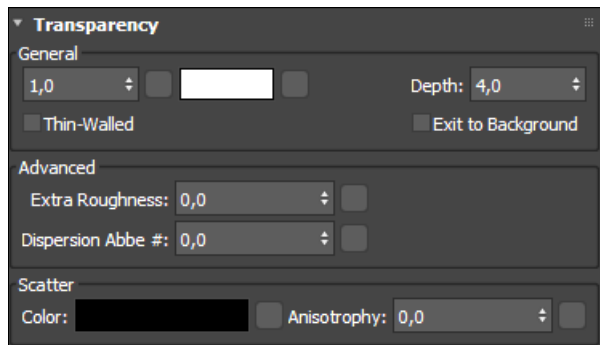 Transparency
General
1,0 Depth: 4,0
Thin-Walled Exit to Background
Advanced
Extra Roughness: 0,0
Dispersion Abbe #: 0,0
Scatter
Color: Anisotropy: 0,0